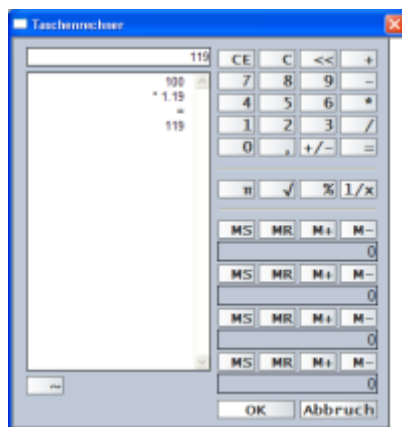 Taschenrechner
119
100
* 1.19
=
119
CE C << +
7 8 9 -
4 5 6 *
1 2 3 /
0 , +/- =
π √ % 1/x
MS MR M+ M-
0
MS MR M+ M-
0
MS MR M+ M-
0
MS MR M+ M-
0
OK Abbruch